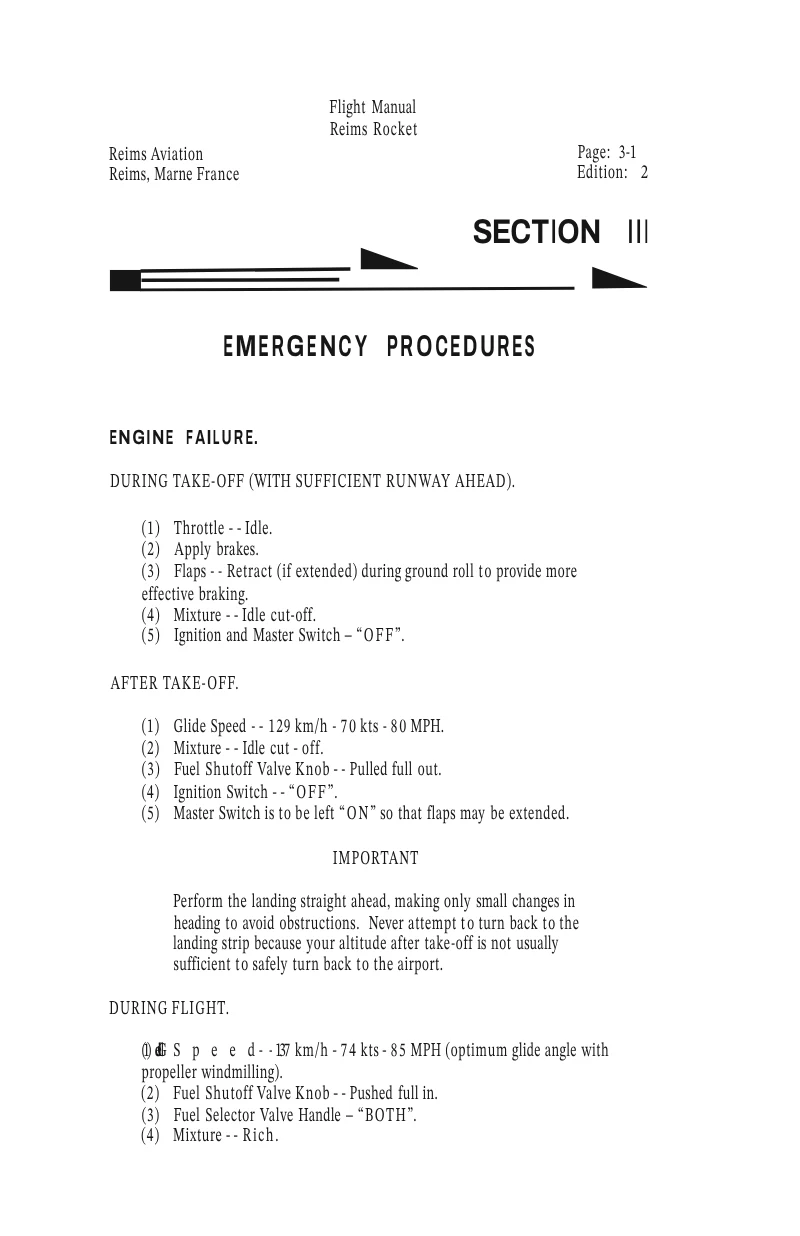 Flight Manual
Reims Rocket
Reims Aviation
Reims, Marne France
Page: 3-1
Edition: 2
SECTION III
EMERGENCY PROCEDURES
ENGINE FAILURE.
DURING TAKE-OFF (WITH SUFFICIENT RUNWAY AHEAD).
(1) Throttle - - Idle.
(2) Apply brakes.
(3) Flaps - - Retract (if extended) during ground roll to provide more
effective braking.
(4) Mixture - - Idle cut-off.
(5) Ignition and Master Switch – “OFF”.
AFTER TAKE-OFF.
(1) Glide Speed - - 129 km/h - 70 kts - 80 MPH.
(2) Mixture - - Idle cut - off.
(3) Fuel Shutoff Valve Knob - - Pulled full out.
(4) Ignition Switch - - “OFF”.
(5) Master Switch is to be left “ON” so that flaps may be extended.
IMPORTANT
Perform the landing straight ahead, making only small changes in
heading to avoid obstructions. Never attempt to turn back to the
landing strip because your altitude after take-off is not usually
sufficient to safely turn back to the airport.
DURING FLIGHT.
(1) Speed - - 137 km/h - 74 kts - 85 MPH (optimum glide angle with
propeller windmilling).
(2) Fuel Shutoff Valve Knob - - Pushed full in.
(3) Fuel Selector Valve Handle – “BOTH”.
(4) Mixture - - Rich.